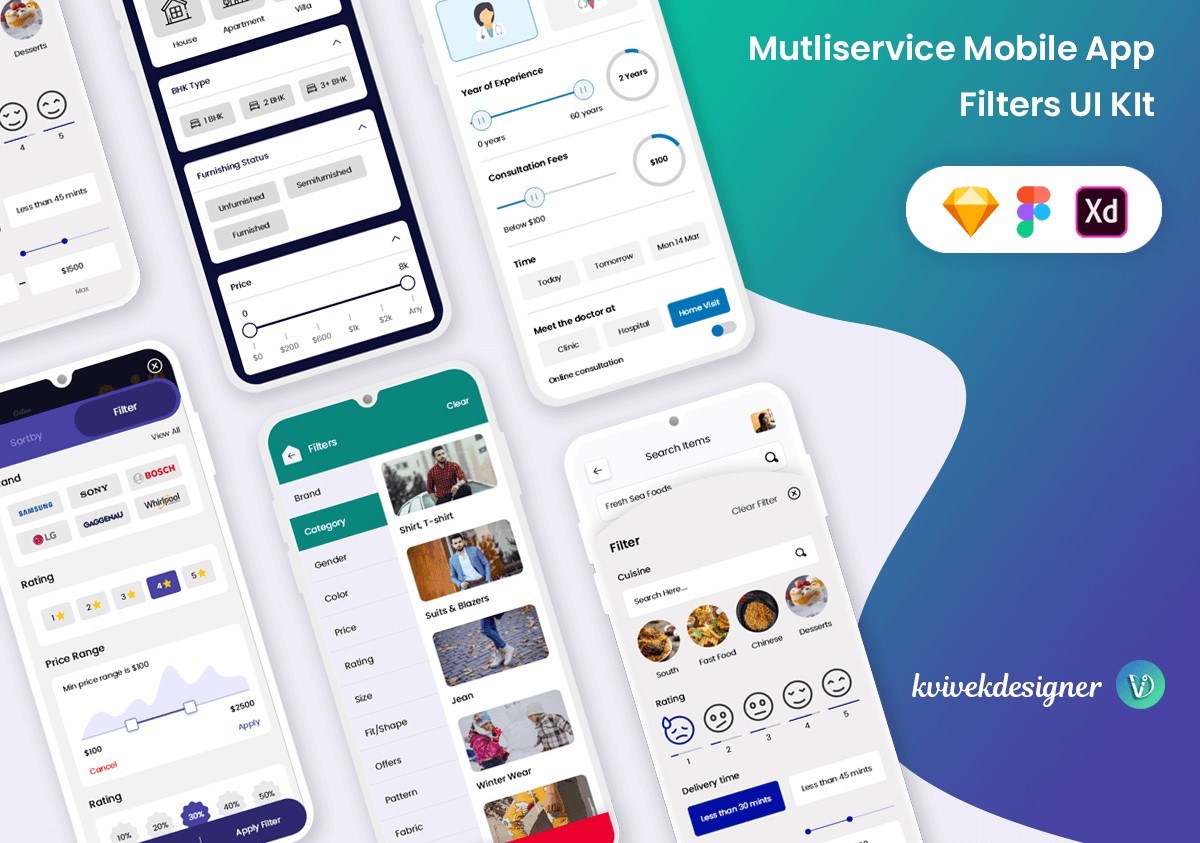 Mutliservice Mobile App
Filters UI KIt
Xd
kvivekdesigner
Desserts
4
5
Less than 45 mints
$1500
Max
House
Apartment
Villa
BHK Type
1 BHK
2 BHK
3+ BHK
Furnishing Status
Unfurnished
Semifurnished
Furnished
Price
0
8k
$0
$200
$600
$1k
$2k
Any
Year of Experience
2 Years
0 years
60 years
Consultation Fees
$100
Below $100
Time
Today
Tomorrow
Mon 14 Mar
Meet the doctor at
Clinic
Hospital
Home Visit
Online consultation
Sortby
Filter
and
View All
SAMSUNG
SONY
BOSCH
LG
GAGGENAU
Whirlpool
Rating
1
2
3
4
5
Price Range
Min price range is $100
$100
$2500
Cancel
Apply
Rating
10%
20%
30%
40%
50%
Apply Filter
Filters
Clear
Brand
Category
Gender
Color
Price
Rating
Size
Fit/Shape
Offers
Pattern
Fabric
Shirt, T-shirt
Suits & Blazers
Jean
Winter Wear
Search Items
Fresh Sea Foods
Clear Filter
Filter
Cuisine
Search Here...
South
Fast Food
Chinese
Desserts
Rating
1
2
3
4
5
Delivery time
Less than 30 mints
Less than 45 mints